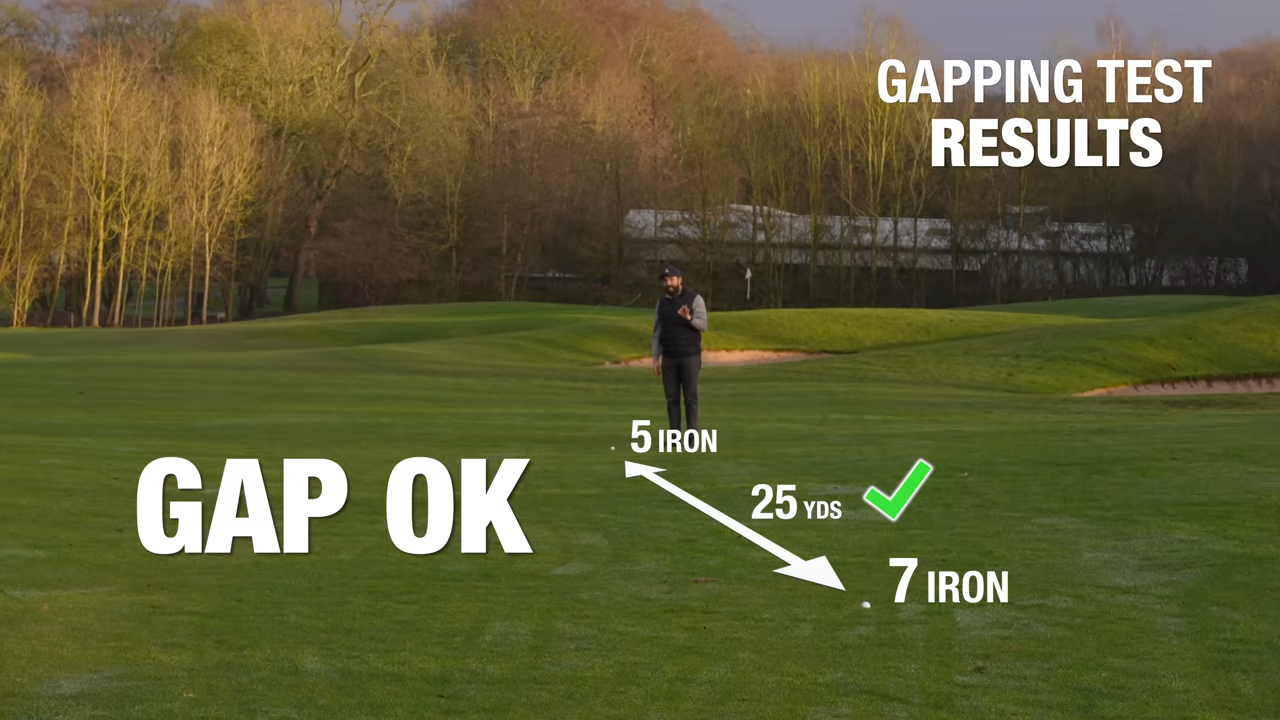 GAPPING TEST
RESULTS
5 IRON
GAP OK
25 YDS
7 IRON